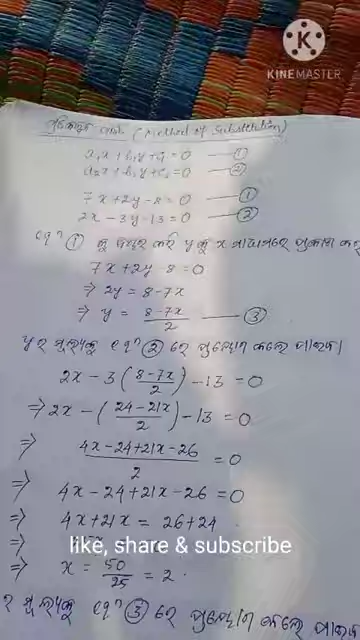 KINEMASTER
ପ୍ରତିକଳ୍ପନ (Method of Substitution)
a₁x + b₁y + c₁ = 0 — ①
a₂x + b₂y + c₂ = 0 — ②
7x + 2y - 8 = 0 — ①
2x - 3y - 13 = 0 — ②
eqⁿ ① କୁ କରି y କୁ x ମାଧ୍ୟମରେ ପ୍ରକାଶ କରି
7x + 2y - 8 = 0
⇒ 2y = 8 - 7x
⇒ y = (8-7x)/2 — ③
y ର ମୂଲ୍ୟକୁ eqⁿ ② ରେ ପ୍ରୟୋଗ କଲେ ପାଇବା
2x - 3 (8-7x / 2) - 13 = 0
⇒ 2x - (24-21x / 2) - 13 = 0
⇒ (4x - 24 + 21x - 26)/2 = 0
⇒ 4x - 24 + 21x - 26 = 0
⇒ 4x + 21x = 26 + 24
⇒
like, share & subscribe
⇒ x = 50/25 = 2.
ର ମୂଲ୍ୟକୁ eqⁿ ③ ରେ ପ୍ରୟୋଗ କଲେ